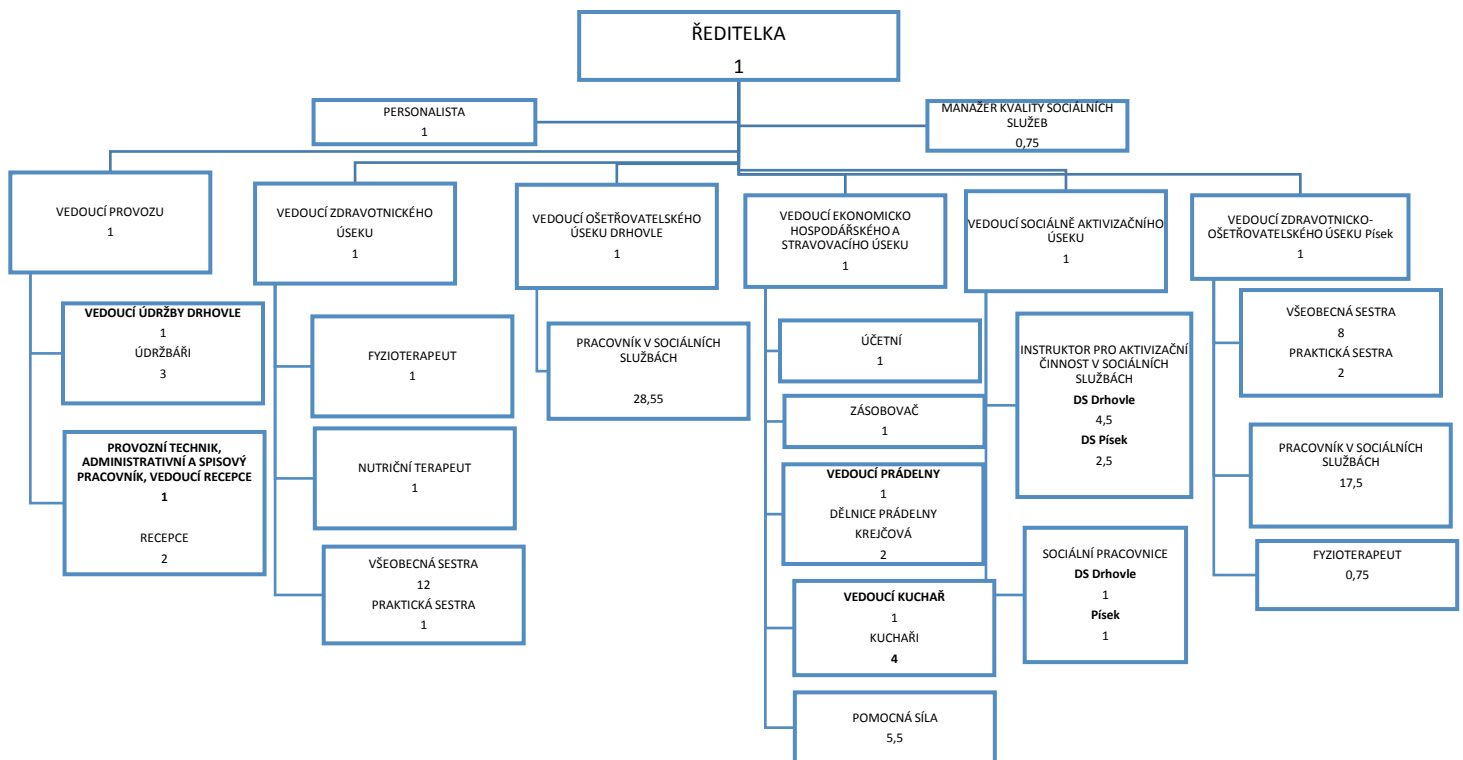 ŘEDITELKA
1
PERSONALISTA
1
MANAŽER KVALITY SOCIÁLNÍCH
SLUŽEB
0,75
VEDOUCÍ PROVOZU
1
VEDOUCÍ ZDRAVOTNICKÉHO
ÚSEKU
1
VEDOUCÍ OŠETŘOVATELSKÉHO
ÚSEKU DRHOVLE
1
VEDOUCÍ EKONOMICKO
HOSPODÁŘSKÉHO A
STRAVOVACÍHO ÚSEKU
1
VEDOUCÍ SOCIÁLNĚ AKTIVIZAČNÍHO
ÚSEKU
1
VEDOUCÍ ZDRAVOTNICKO-
OŠETŘOVATELSKÉHO ÚSEKU Písek
1
VEDOUCÍ ÚDRŽBY DRHOVLE
1
ÚDRŽBÁŘI
3
PROVOZNÍ TECHNIK,
ADMINISTRATIVNÍ A SPISOVÝ
PRACOVNÍK, VEDOUCÍ RECEPCE
1
RECEPCE
2
FYZIOTERAPEUT
1
NUTRIČNÍ TERAPEUT
1
VŠEOBECNÁ SESTRA
12
PRAKTICKÁ SESTRA
1
PRACOVNÍK V SOCIÁLNÍCH
SLUŽBÁCH
28,55
ÚČETNÍ
1
ZÁSOBOVAČ
1
VEDOUCÍ PRÁDELNY
1
DĚLNICE PRÁDELNY
KREJČOVÁ
2
VEDOUCÍ KUCHAŘ
1
KUCHAŘI
4
POMOCNÁ SÍLA
5,5
INSTRUKTOR PRO AKTIVIZAČNÍ
ČINNOST V SOCIÁLNÍCH
SLUŽBÁCH
DS Drhovle
4,5
DS Písek
2,5
SOCIÁLNÍ PRACOVNICE
DS Drhovle
1
Písek
1
VŠEOBECNÁ SESTRA
8
PRAKTICKÁ SESTRA
2
PRACOVNÍK V SOCIÁLNÍCH
SLUŽBÁCH
17,5
FYZIOTERAPEUT
0,75